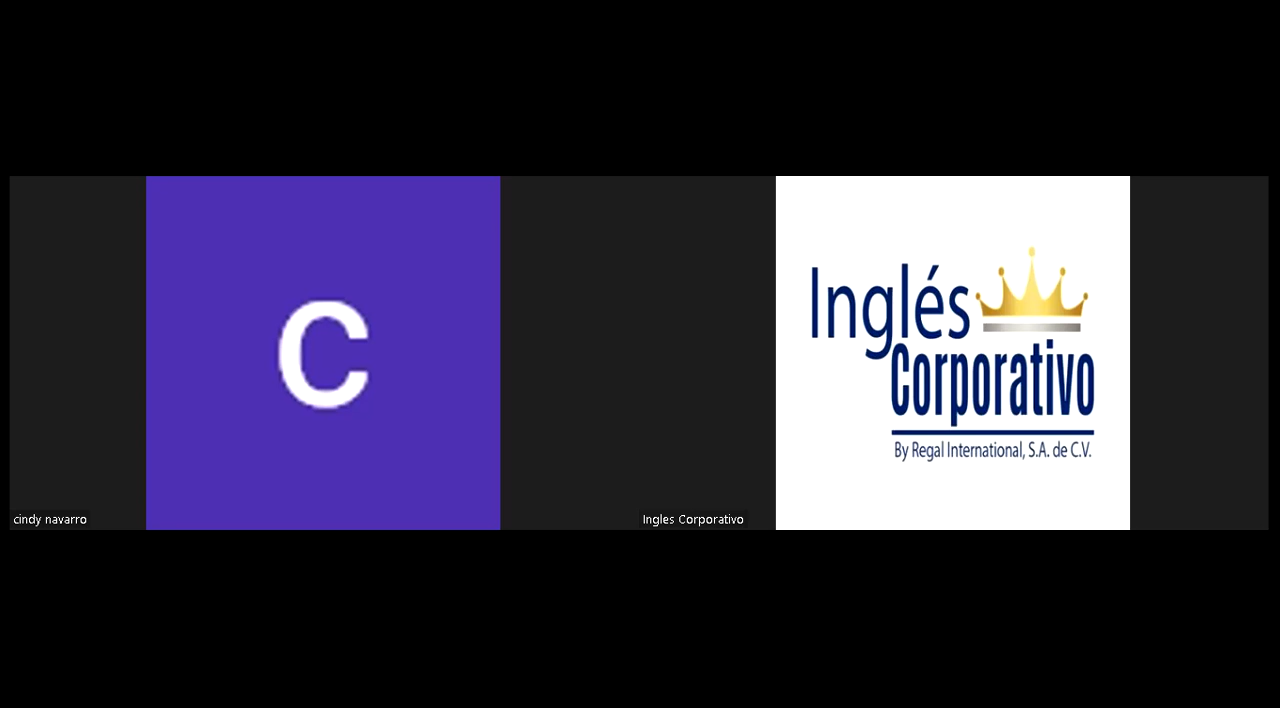 C
cindy navarro
Inglés
Corporativo
By Regal International, S.A. de C.V.
Ingles Corporativo